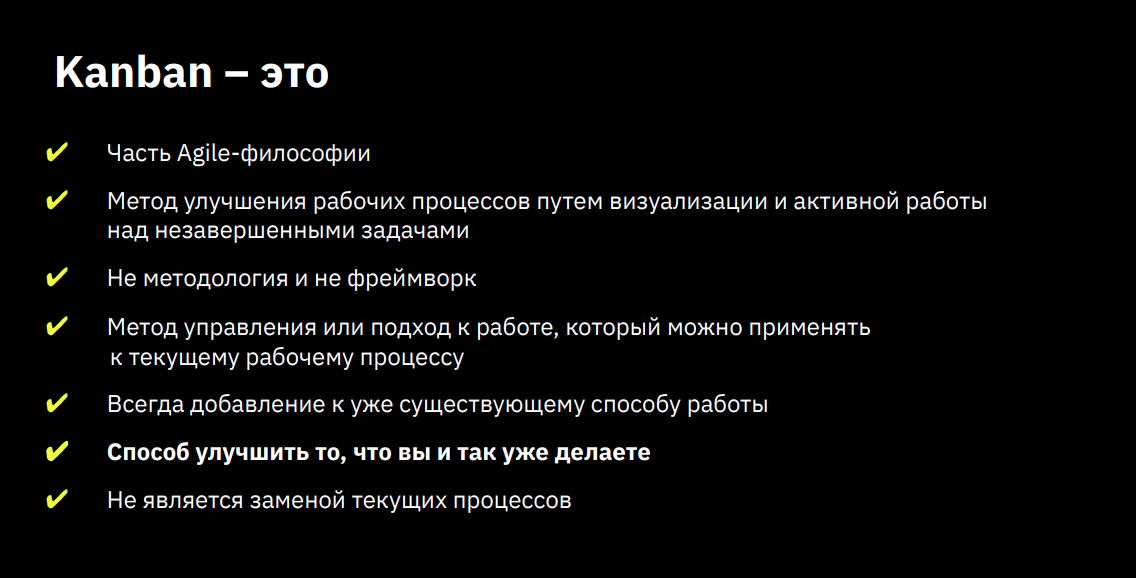 Kanban – это
✔ Часть Agile-философии
✔ Метод улучшения рабочих процессов путем визуализации и активной работы
над незавершенными задачами
✔ Не методология и не фреймворк
✔ Метод управления или подход к работе, который можно применять
к текущему рабочему процессу
✔ Всегда добавление к уже существующему способу работы
✔ Способ улучшить то, что вы и так уже делаете
✔ Не является заменой текущих процессов